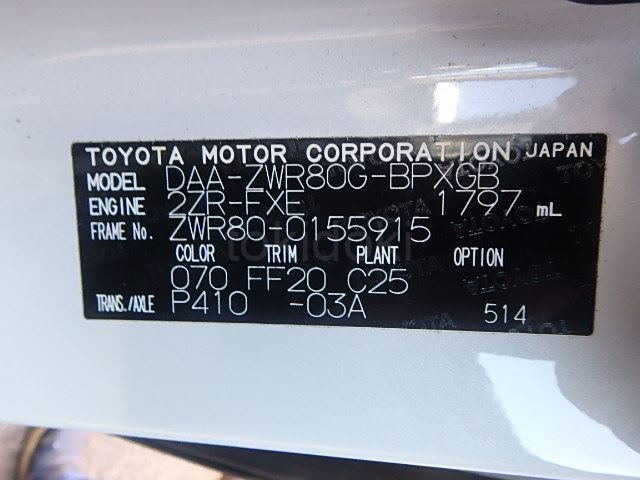 TOYOTA MOTOR CORPORATION JAPAN
MODEL DAA-ZWR80G-BPXGB
ENGINE 2ZR-FXE 1797 mL
FRAME No. ZWR80-0155915
COLOR TRIM PLANT OPTION
070 FF20 C25
TRANS./AXLE P410 -03A 514